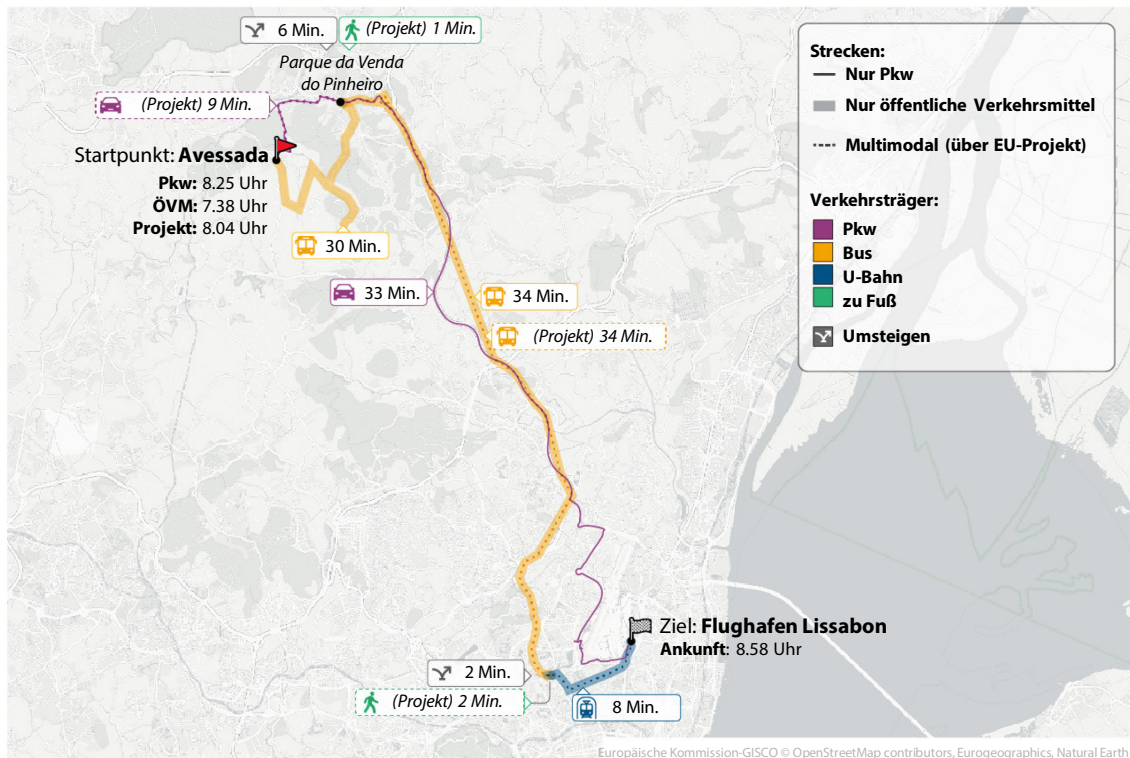 6 Min.
(Projekt) 1 Min.
Parque da Venda
do Pinheiro
(Projekt) 9 Min.
Startpunkt: Avessada
Pkw: 8.25 Uhr
ÖVM: 7.38 Uhr
Projekt: 8.04 Uhr
30 Min.
33 Min.
34 Min.
(Projekt) 34 Min.
Ziel: Flughafen Lissabon
Ankunft: 8.58 Uhr
2 Min.
(Projekt) 2 Min.
8 Min.
Strecken:
Nur Pkw
Nur öffentliche Verkehrsmittel
Multimodal (über EU-Projekt)
Verkehrsträger:
Pkw
Bus
U-Bahn
zu Fuß
Umsteigen
Europäische Kommission-GISCO © OpenStreetMap contributors, Eurogeographics, Natural Earth